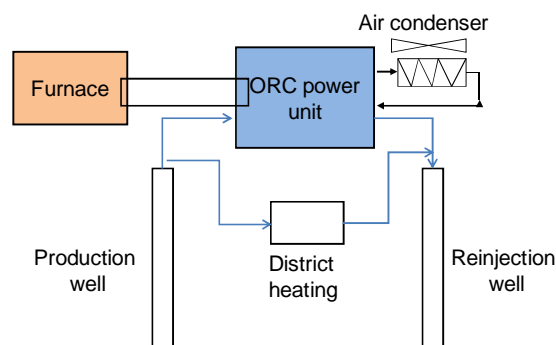 Air condenser
Furnace
ORC power
unit
Production
well
District
heating
Reinjection
well